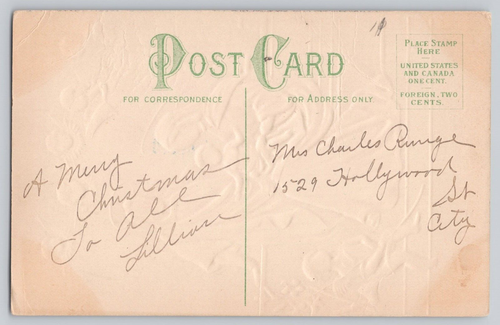 POST CARD
FOR CORRESPONDENCE
FOR ADDRESS ONLY.
PLACE STAMP
HERE
UNITED STATES
AND CANADA
ONE CENT.
FOREIGN, TWO
CENTS.
A Merry
Christmas
To All
Lillian
Mrs Charles Runge
1529 Hollywood
St
City